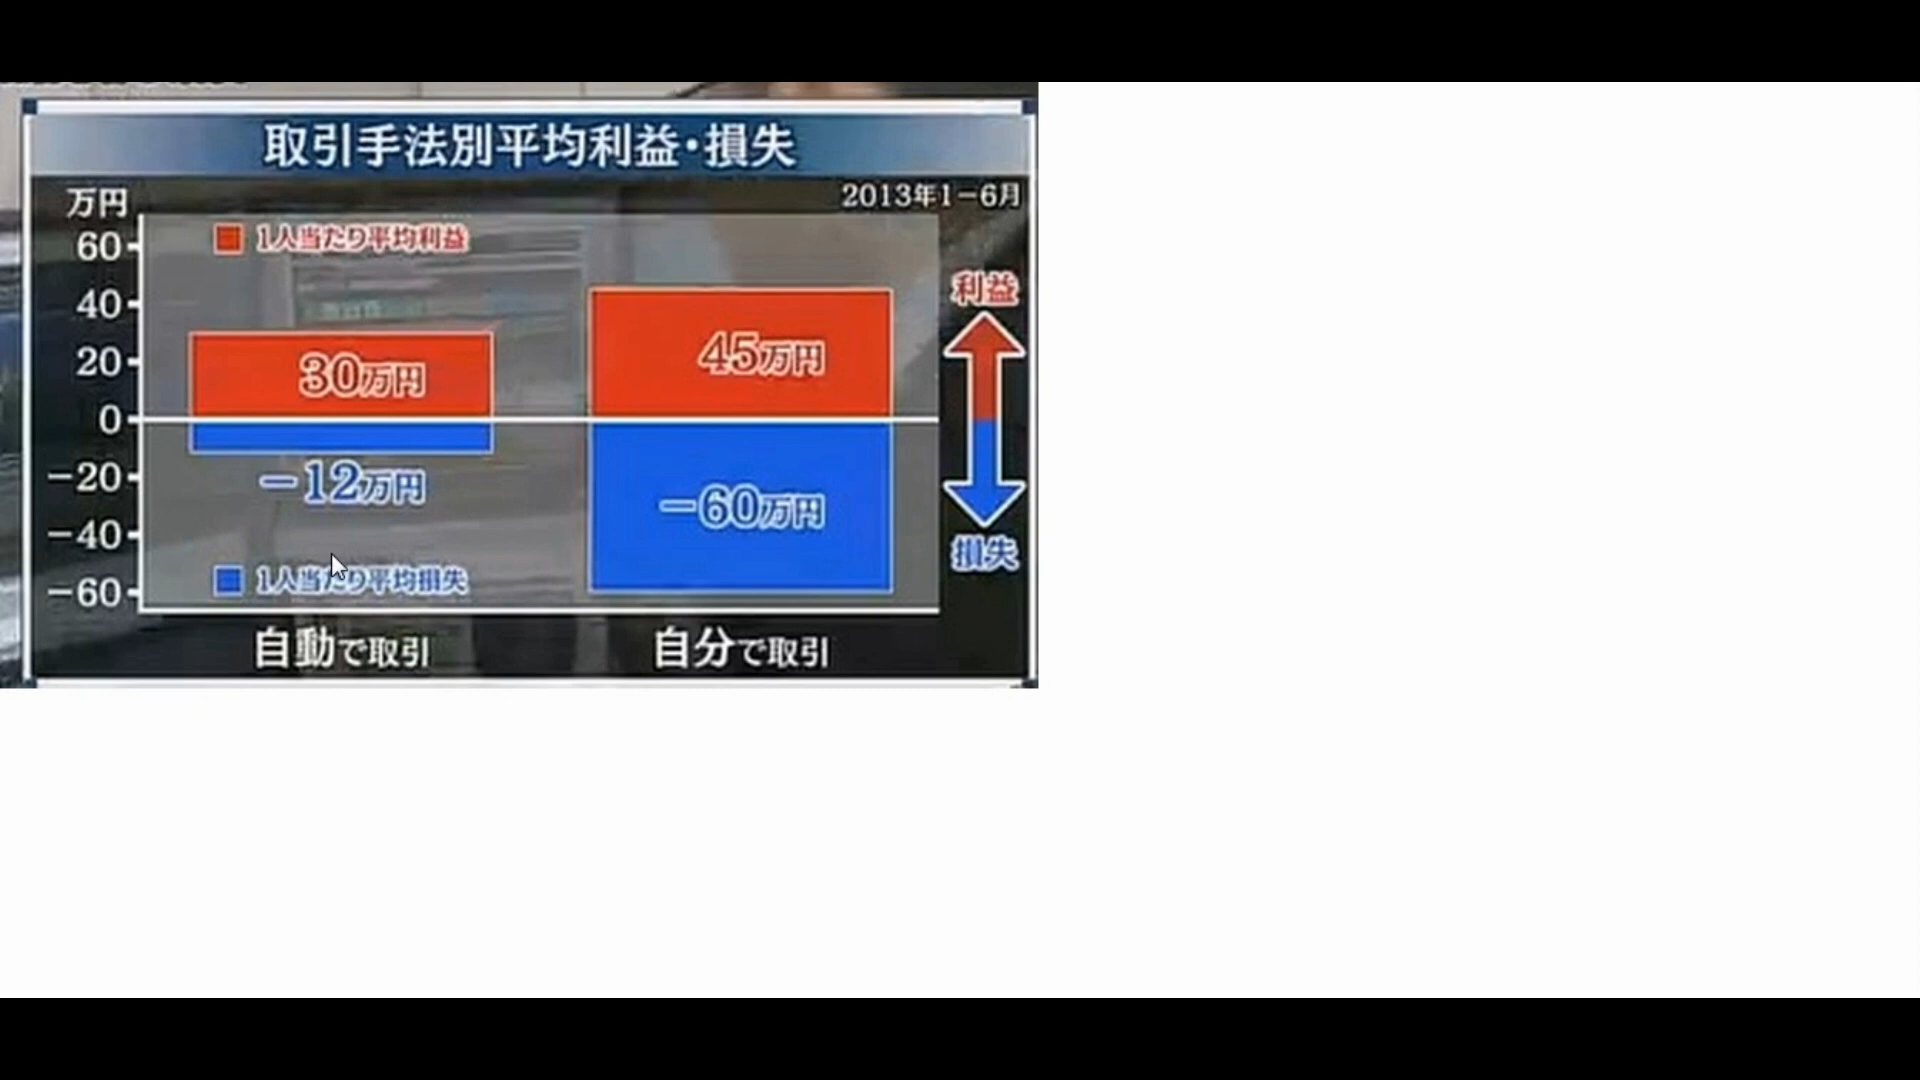 取引手法別平均利益・損失
2013年1-6月
万円
60
40
20
0
-20
-40
-60
1人当たり平均利益
30万円
45万円
-12万円
-60万円
1人当たり平均損失
利益
損失
自動で取引
自分で取引